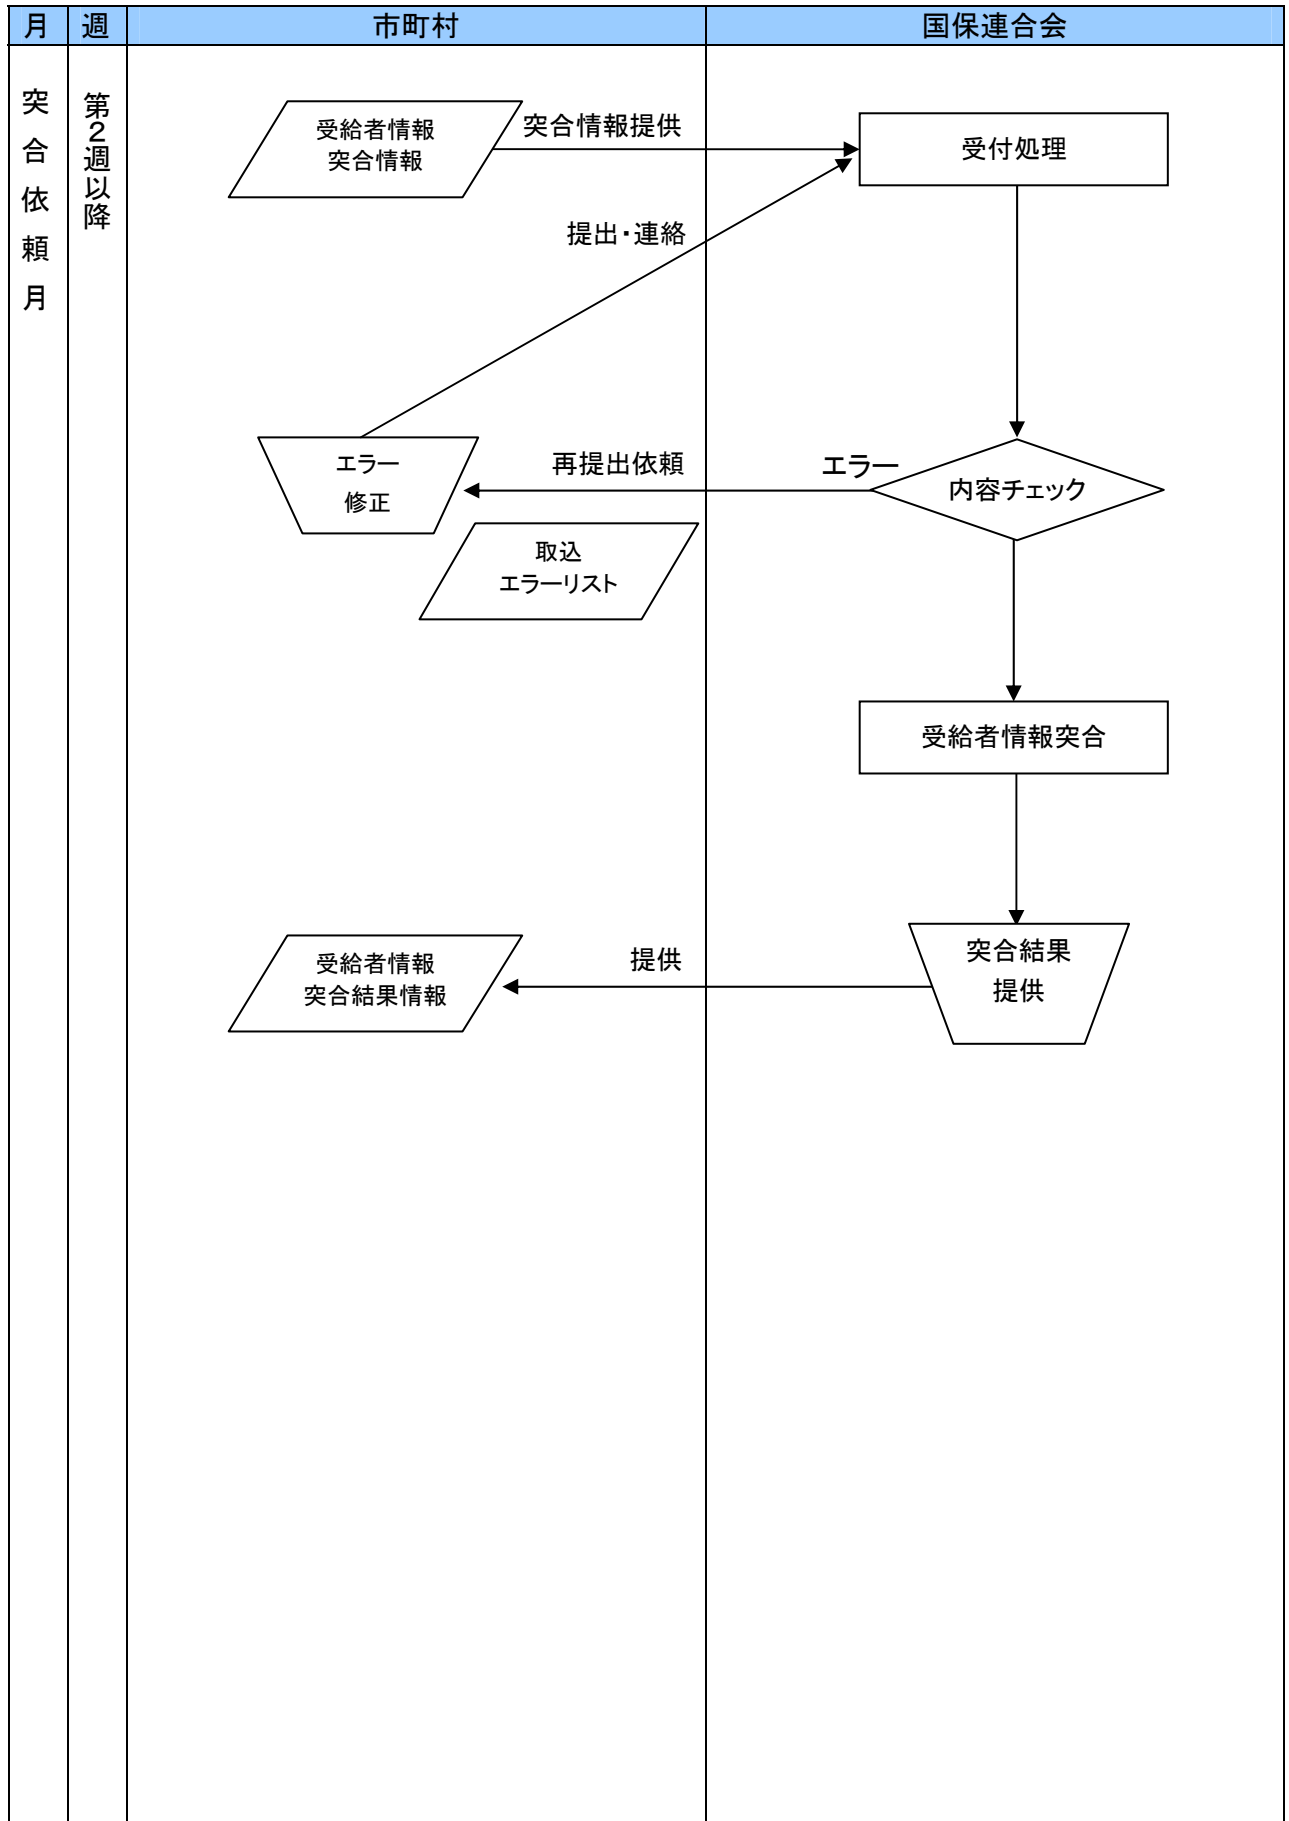 月 週 市町村 国保連合会
突合依頼月
第2週以降
受給者情報
突合情報
突合情報提供
受付処理
提出・連絡
エラー
修正
再提出依頼
エラー
内容チェック
取込
エラーリスト
受給者情報突合
受給者情報
突合結果情報
提供
突合結果
提供